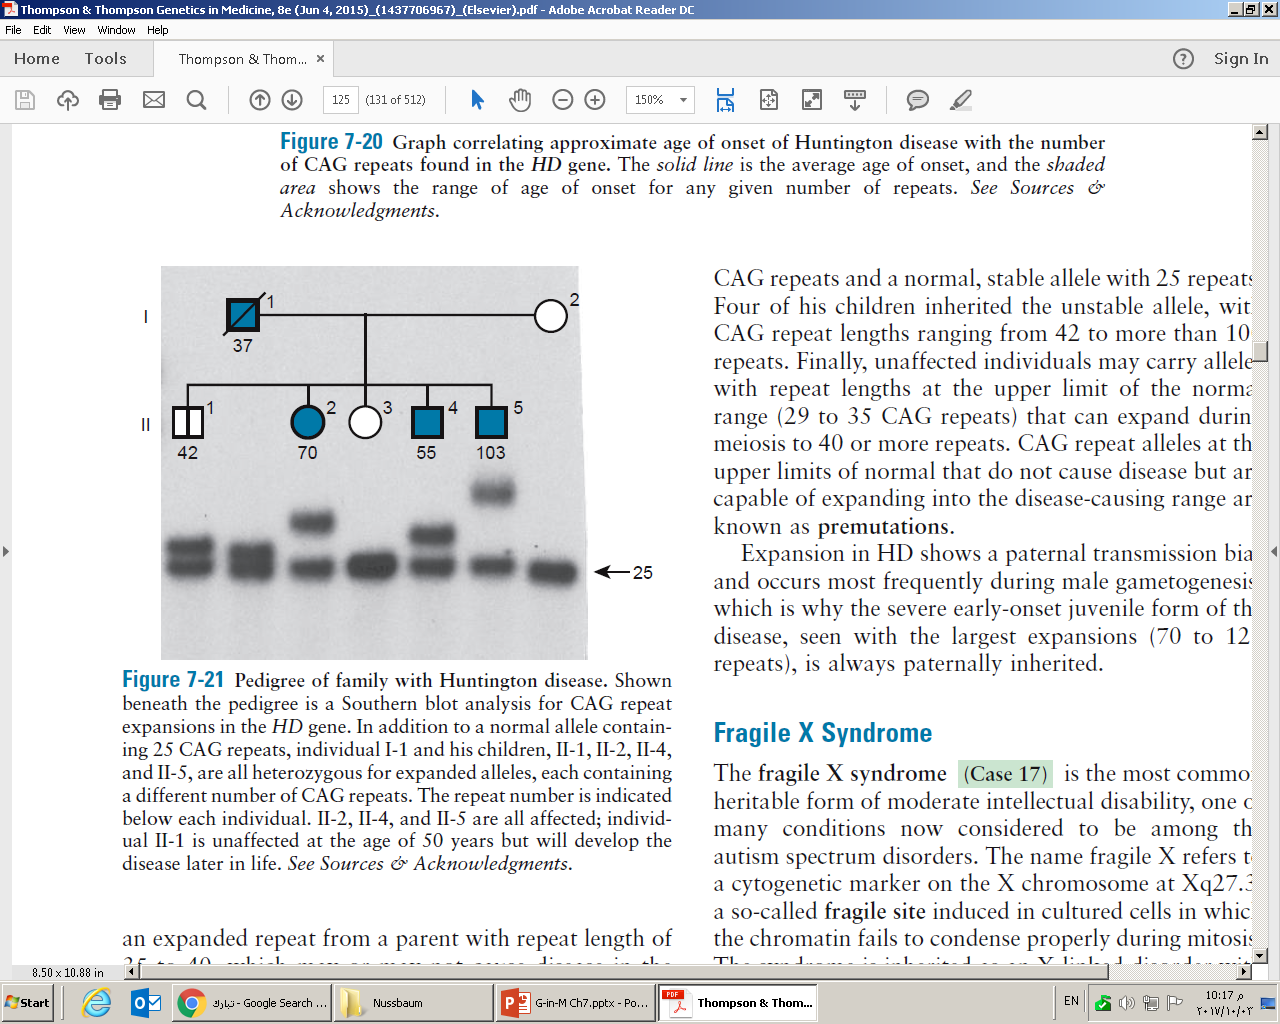 Thompson & Thompson Genetics in Medicine, 8e (Jun 4, 2015)_(1437706967)_(Elsevier).pdf - Adobe Acrobat Reader DC
File Edit View Window Help
Home Tools Thompson & Thom... × ? Sign In
125 (131 of 512) 150%
Figure 7-20 Graph correlating approximate age of onset of Huntington disease with the number
of CAG repeats found in the HD gene. The solid line is the average age of onset, and the shaded
area shows the range of age of onset for any given number of repeats. See Sources &
Acknowledgments.
I 1 2
37
II 1 2 3 4 5
42 70 55 103
25
Figure 7-21 Pedigree of family with Huntington disease. Shown
beneath the pedigree is a Southern blot analysis for CAG repeat
expansions in the HD gene. In addition to a normal allele contain-
ing 25 CAG repeats, individual I-1 and his children, II-1, II-2, II-4,
and II-5, are all heterozygous for expanded alleles, each containing
a different number of CAG repeats. The repeat number is indicated
below each individual. II-2, II-4, and II-5 are all affected; individ-
ual II-1 is unaffected at the age of 50 years but will develop the
disease later in life. See Sources & Acknowledgments.
an expanded repeat from a parent with repeat length of
CAG repeats and a normal, stable allele with 25 repeats
Four of his children inherited the unstable allele, wit
CAG repeat lengths ranging from 42 to more than 10
repeats. Finally, unaffected individuals may carry allele
with repeat lengths at the upper limit of the norma
range (29 to 35 CAG repeats) that can expand durin
meiosis to 40 or more repeats. CAG repeat alleles at th
upper limits of normal that do not cause disease but ar
capable of expanding into the disease-causing range ar
known as premutations.
Expansion in HD shows a paternal transmission bia
and occurs most frequently during male gametogenesis
which is why the severe early-onset juvenile form of th
disease, seen with the largest expansions (70 to 12
repeats), is always paternally inherited.
Fragile X Syndrome
The fragile X syndrome (Case 17) is the most commo
heritable form of moderate intellectual disability, one o
many conditions now considered to be among th
autism spectrum disorders. The name fragile X refers t
a cytogenetic marker on the X chromosome at Xq27.3
a so-called fragile site induced in cultured cells in whic
the chromatin fails to condense properly during mitosis
8.50 x 10.88 in
Start تبارك - Google Search ... Nussbaum G-in-M Ch7.pptx - Po... Thompson & Thom... EN 10:17 م
٢٠١٧/١٠/٠٣